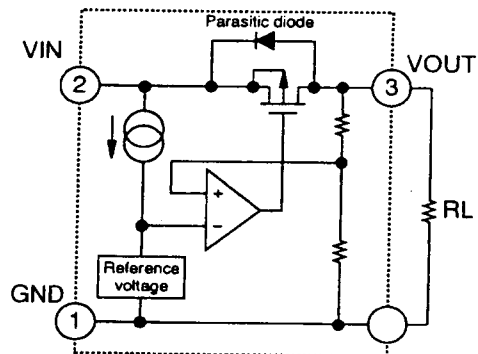 Parasitic diode
VIN
VOUT
2
3
+
−
RL
Reference
voltage
GND
1